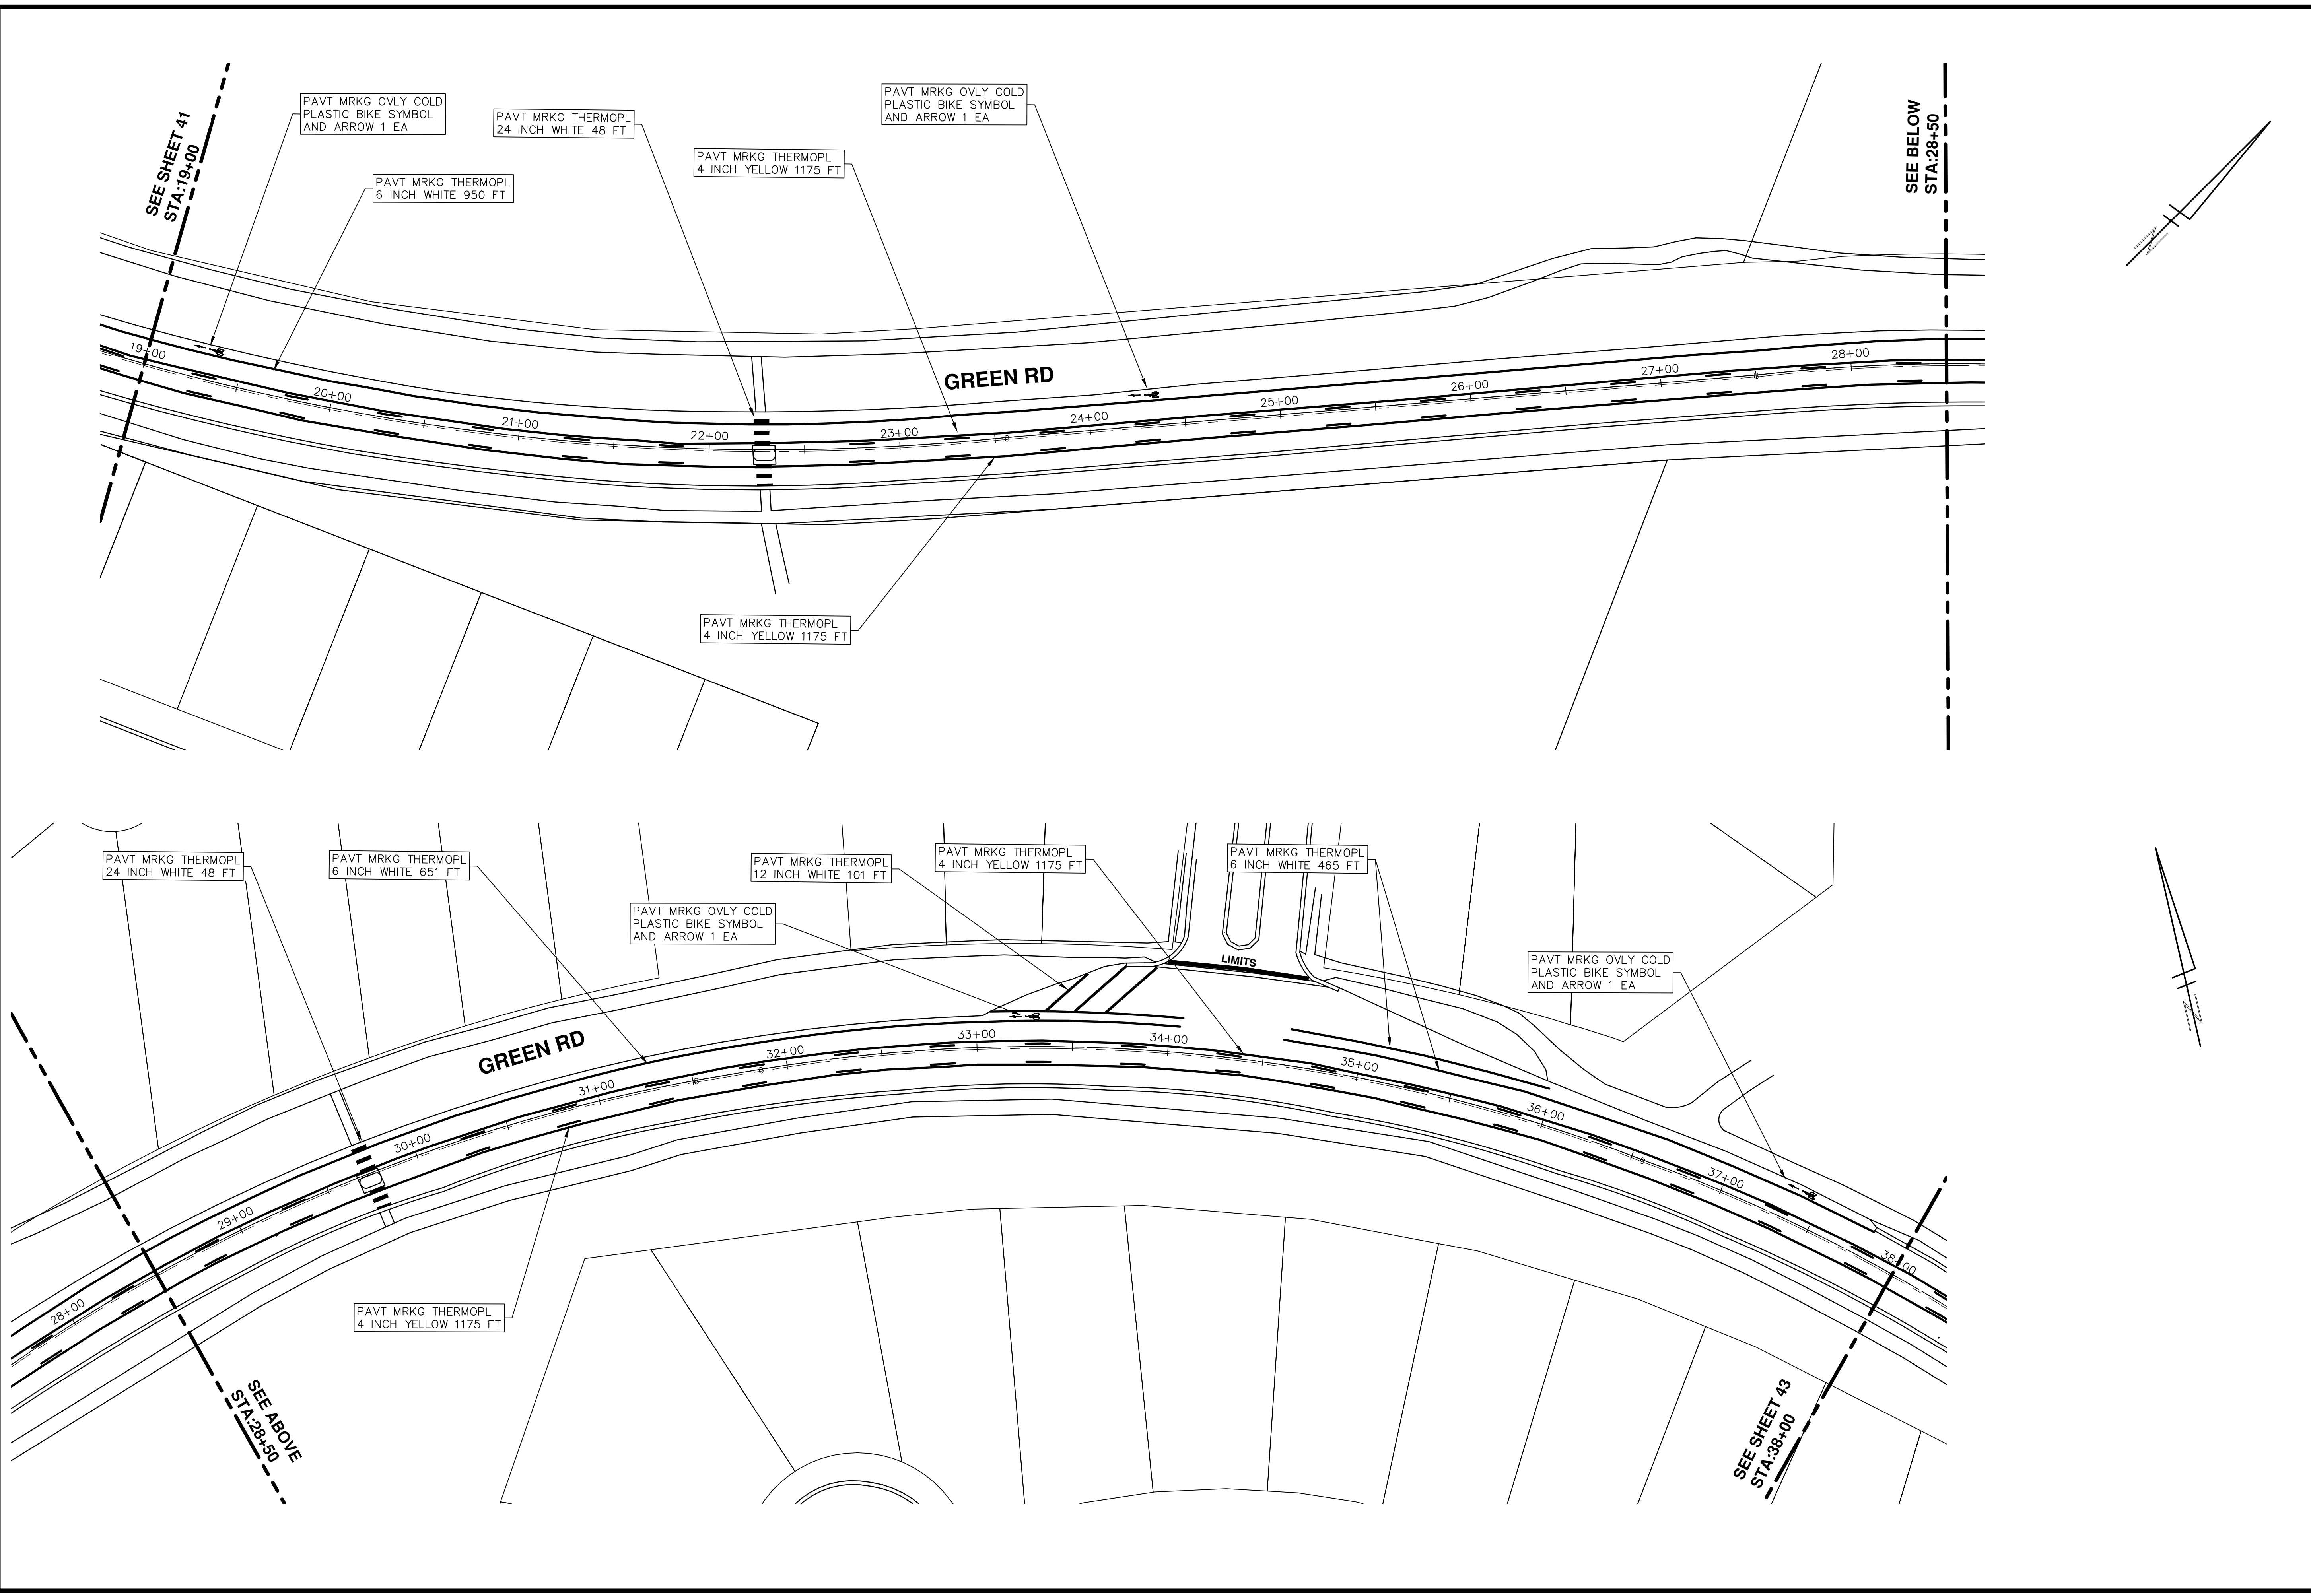 SEE SHEET 41
STA:19+00
PAVT MRKG OVLY COLD
PLASTIC BIKE SYMBOL
AND ARROW 1 EA
PAVT MRKG THERMOPL
6 INCH WHITE 950 FT
PAVT MRKG THERMOPL
24 INCH WHITE 48 FT
PAVT MRKG THERMOPL
4 INCH YELLOW 1175 FT
PAVT MRKG OVLY COLD
PLASTIC BIKE SYMBOL
AND ARROW 1 EA
SEE BELOW
STA:28+50
N
GREEN RD
19+00
20+00
21+00
22+00
23+00
24+00
25+00
26+00
27+00
28+00
PAVT MRKG THERMOPL
4 INCH YELLOW 1175 FT
PAVT MRKG THERMOPL
24 INCH WHITE 48 FT
PAVT MRKG THERMOPL
6 INCH WHITE 651 FT
PAVT MRKG OVLY COLD
PLASTIC BIKE SYMBOL
AND ARROW 1 EA
PAVT MRKG THERMOPL
12 INCH WHITE 101 FT
PAVT MRKG THERMOPL
4 INCH YELLOW 1175 FT
PAVT MRKG THERMOPL
6 INCH WHITE 465 FT
LIMITS
PAVT MRKG OVLY COLD
PLASTIC BIKE SYMBOL
AND ARROW 1 EA
N
GREEN RD
28+00
29+00
30+00
31+00
32+00
33+00
34+00
35+00
36+00
37+00
38+00
PAVT MRKG THERMOPL
4 INCH YELLOW 1175 FT
SEE ABOVE
STA:28+50
SEE SHEET 43
STA:38+00